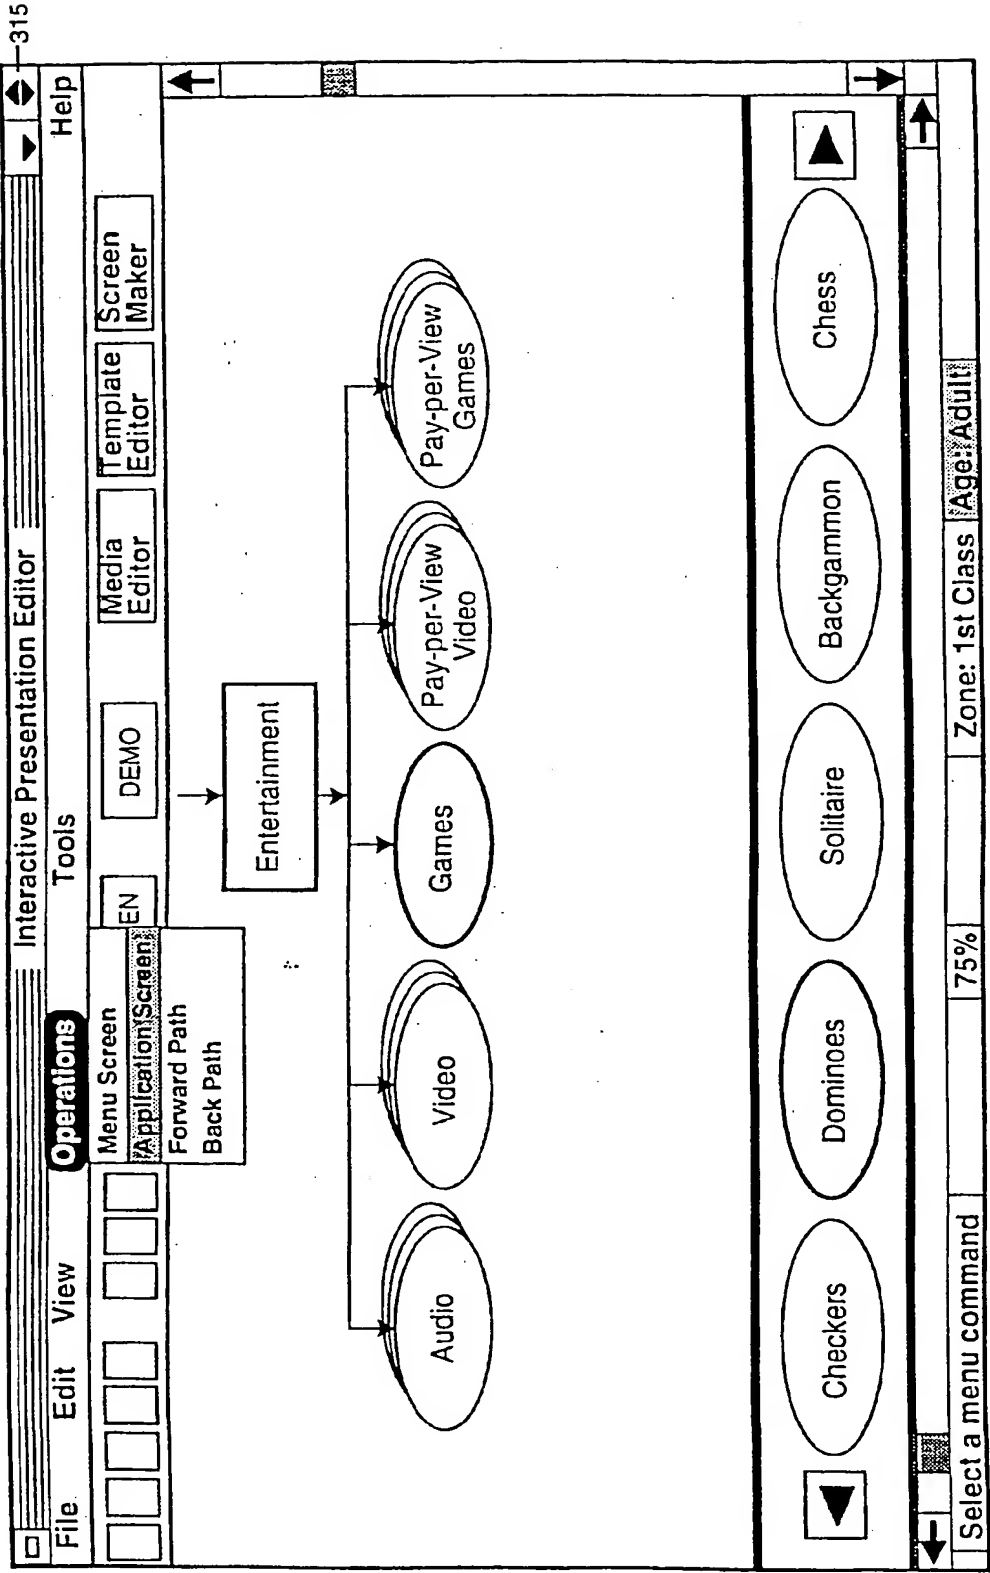 315
Interactive Presentation Editor
File Edit View Operations Tools Help
Menu Screen
Application Screen
Forward Path
Back Path
EN
DEMO
Media
Editor
Template
Editor
Screen
Maker
Entertainment
Audio
Video
Games
Pay-per-View
Video
Pay-per-View
Games
Checkers
Dominoes
Solitaire
Backgammon
Chess
Select a menu command
75%
Zone: 1st Class
Age: Adult